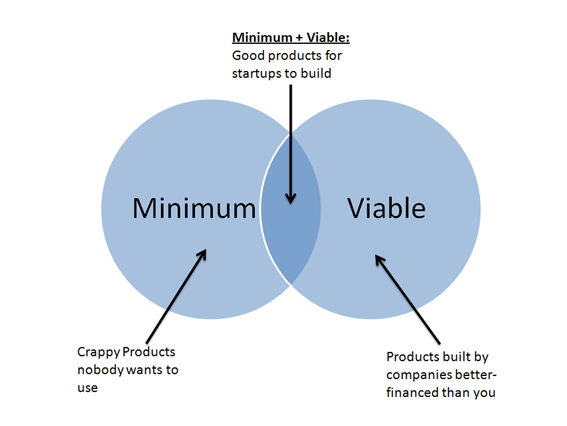 Minimum + Viable:
Good products for
startups to build
Minimum
Viable
Crappy Products
nobody wants to
use
Products built by
companies better-
financed than you